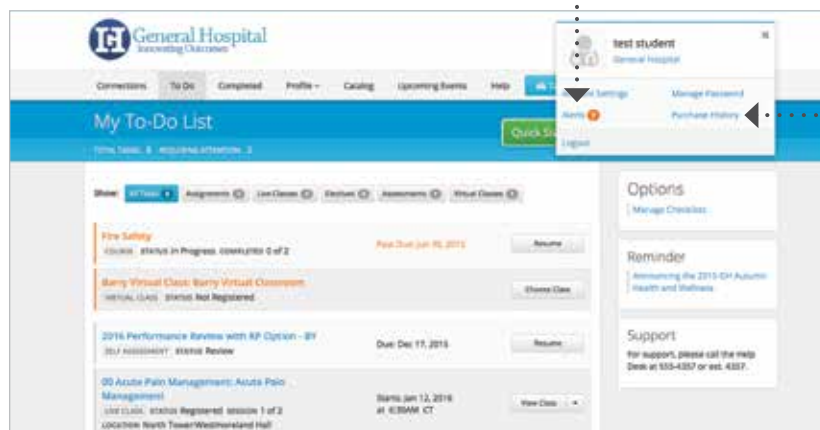 General Hospital
Innovating Outcomes
test student
General Hospital
Settings
Manage Password
Alerts
Purchase History
Logout
Connections To Do Completed Profile Catalog Upcoming Events Help
My To-Do List
Quick
Show: All Tasks Assignments Live Classes Electives Assessments Virtual Classes
Fire Safety
COURSE STATUS In Progress COMPLETED 0 of 2
Past Due Jun 30, 2015
Resume
Barry Virtual Class: Barry Virtual Classroom
VIRTUAL CLASS STATUS Not Registered
Choose Class
2016 Performance Review with RP Option - BY
SELF ASSESSMENT STATUS Review
Due: Dec 17, 2015
Resume
00 Acute Pain Management: Acute Pain
Management
LIVE CLASS STATUS Registered session 1 of 2
LOCATION North Tower/Westmoreland Hall
Starts Jan 12, 2016
at 6:30AM CT
View Class
Options
Manage Checklists
Reminder
Announcing the 2015 GH Autumn
Health and Wellness
Support
For support, please call the Help
Desk at 555-4357 or ext. 4357.